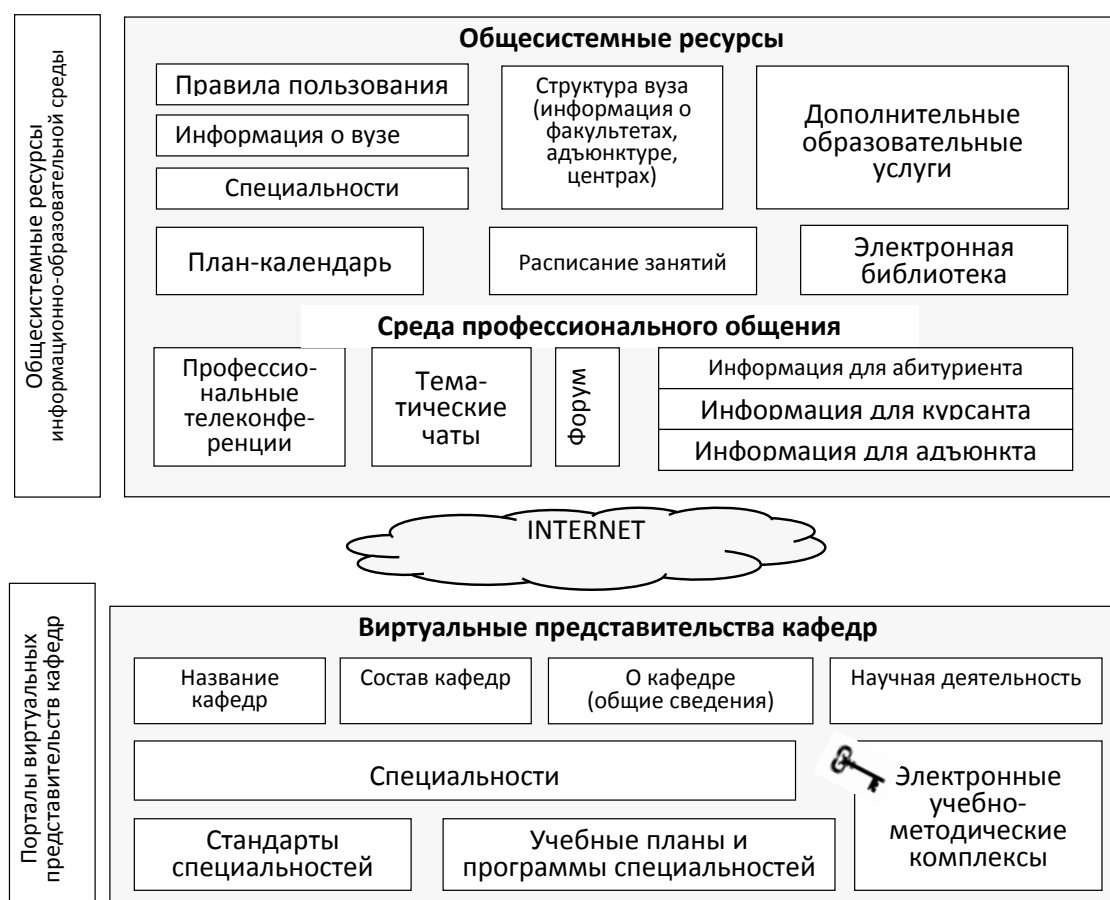 Общесистемные ресурсы
информационно-образовательной среды
Общесистемные ресурсы
Правила пользования
Информация о вузе
Специальности
Структура вуза
(информация о
факультетах,
адъюнктуре,
центрах)
Дополнительные
образовательные
услуги
План-календарь
Расписание занятий
Электронная
библиотека
Среда профессионального общения
Профессио-
нальные
телеконфе-
ренции
Тема-
тические
чаты
Форум
Информация для абитуриента
Информация для курсанта
Информация для адъюнкта
INTERNET
Порталы виртуальных
представительств кафедр
Виртуальные представительства кафедр
Название
кафедр
Состав кафедр
О кафедре
(общие сведения)
Научная деятельность
Специальности
Электронные
учебно-
методические
комплексы
Стандарты
специальностей
Учебные планы и
программы специальностей